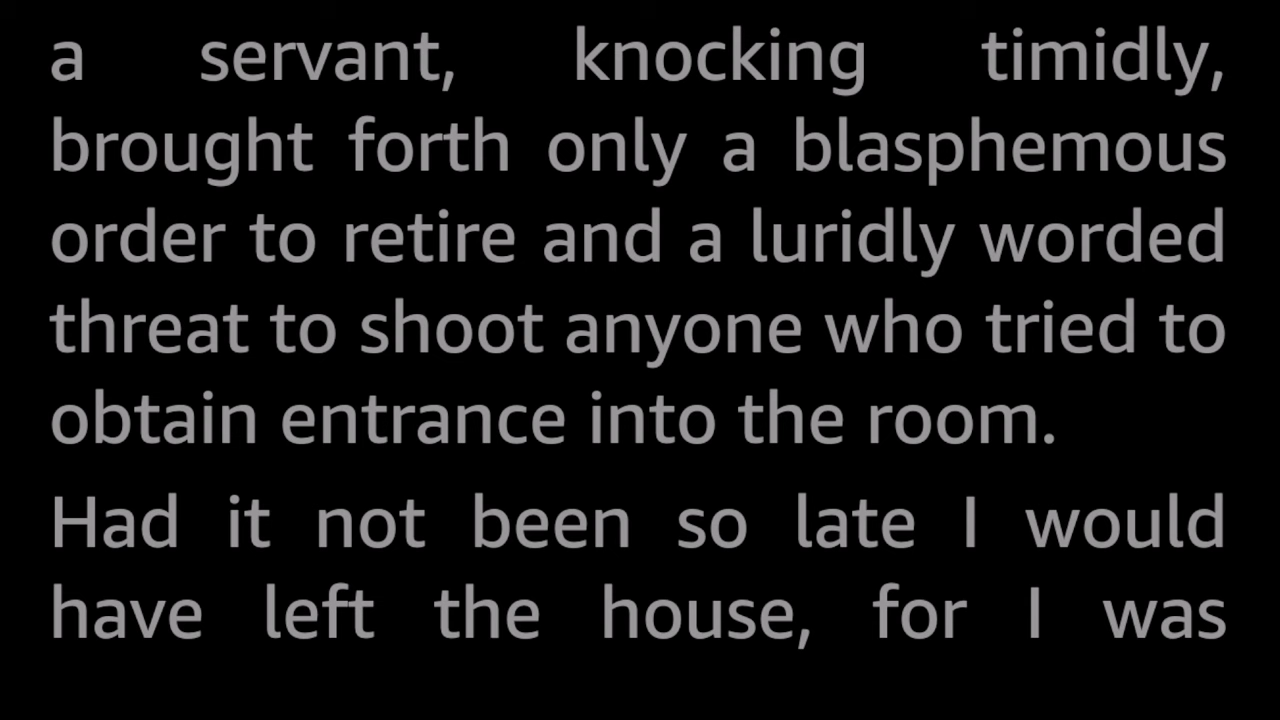 a servant, knocking timidly,
brought forth only a blasphemous
order to retire and a luridly worded
threat to shoot anyone who tried to
obtain entrance into the room.
Had it not been so late I would
have left the house, for I was